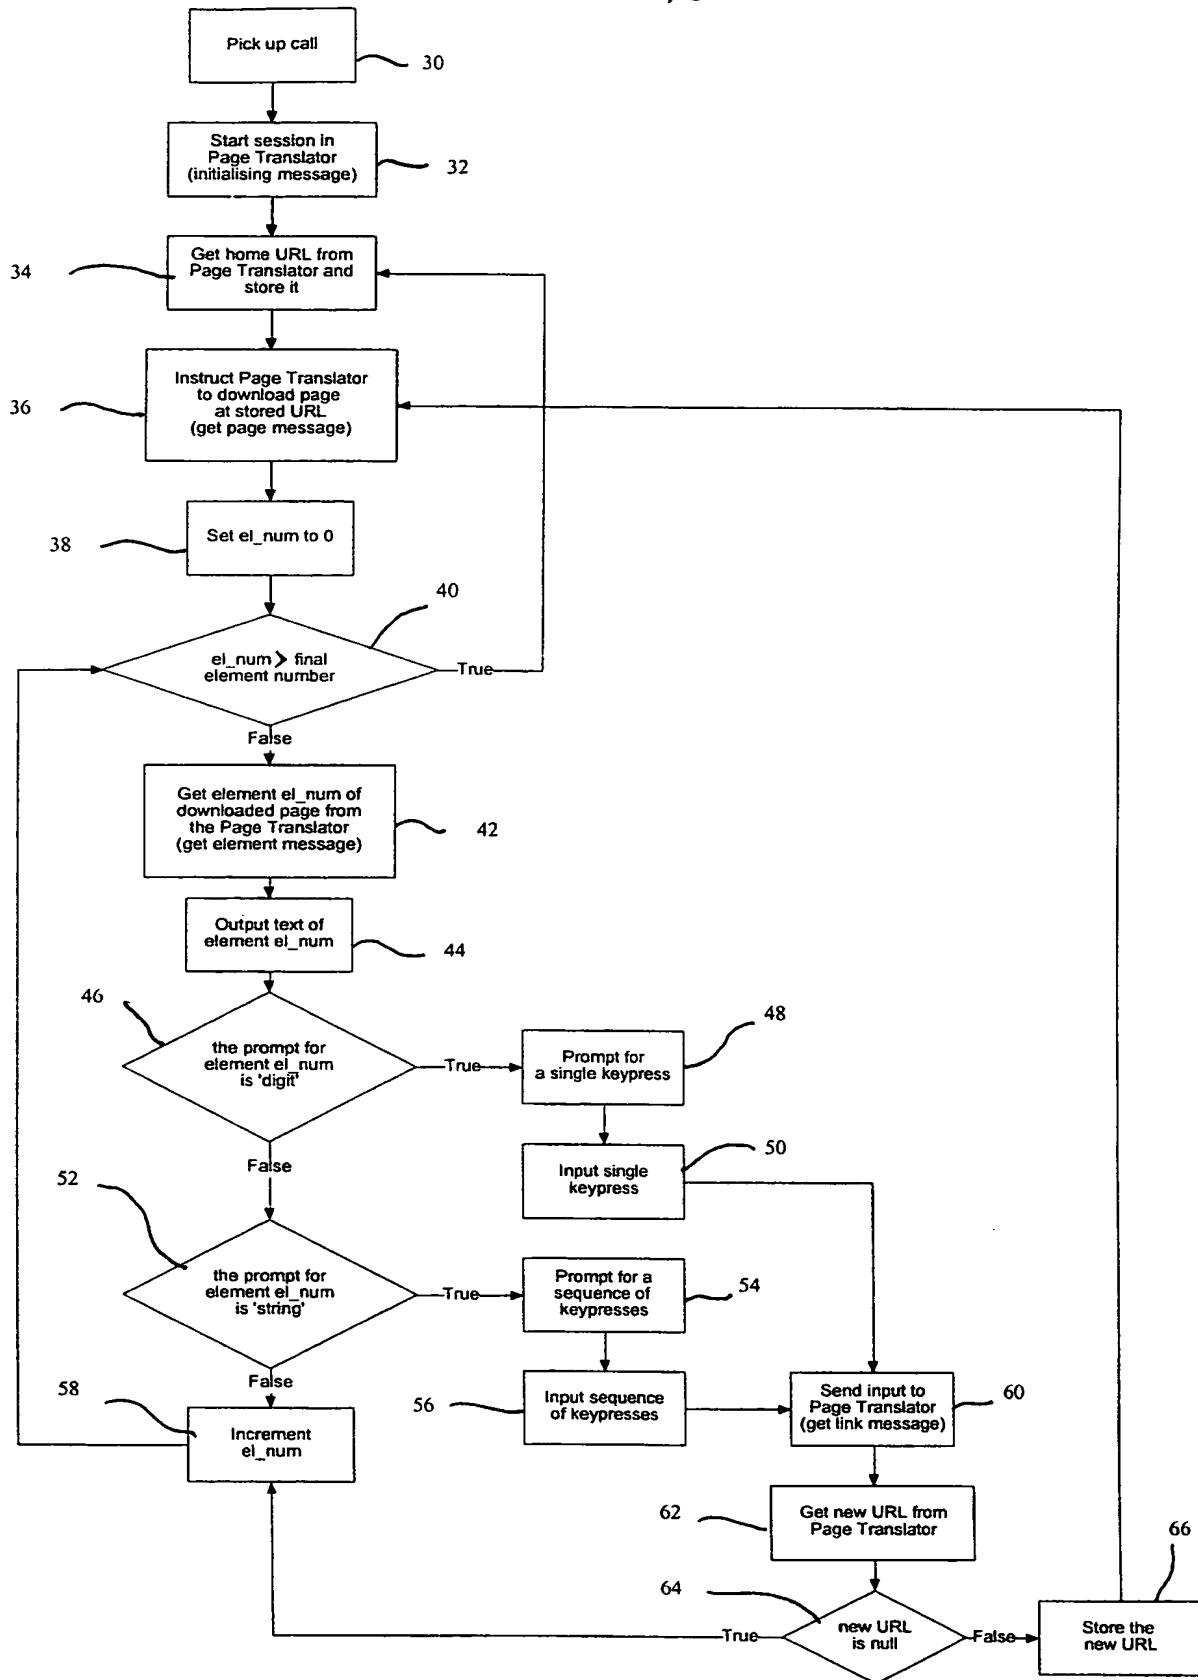 Pick up call
30
Start session in
Page Translator
(initialising message)
32
Get home URL from
Page Translator and
store it
34
Instruct Page Translator
to download page
at stored URL
(get page message)
36
Set el_num to 0
38
40
el_num > final
element number
True
False
Get element el_num of
downloaded page from
the Page Translator
(get element message)
42
Output text of
element el_num
44
46
the prompt for
element el_num
is 'digit'
True
48
Prompt for
a single keypress
False
50
Input single
keypress
52
the prompt for
element el_num
is 'string'
True
Prompt for a
sequence of
keypresses
54
False
56
Input sequence
of keypresses
Send input to
Page Translator
(get link message)
60
58
Increment
el_num
62
Get new URL from
Page Translator
64
new URL
is null
True
False
66
Store the
new URL